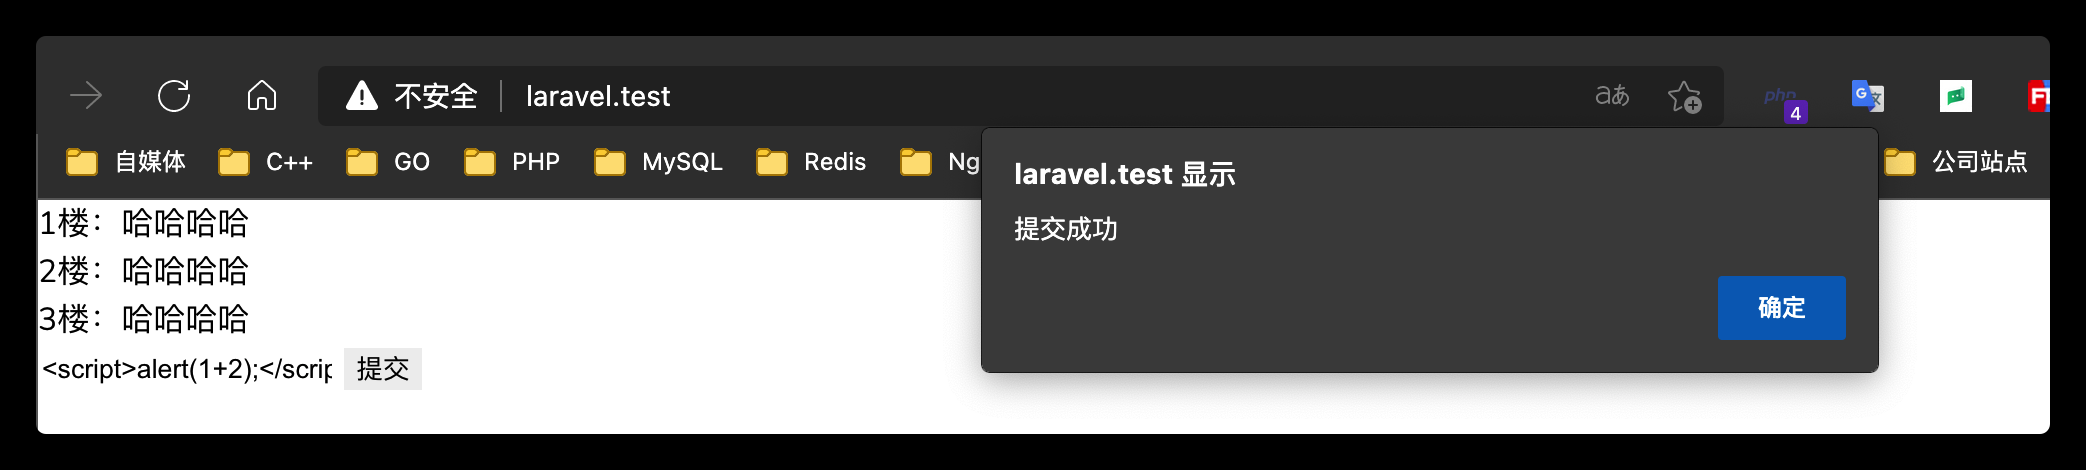 不安全 laravel.test aあ php 4 G 文 FT
自媒体 C++ GO PHP MySQL Redis Ng 公司站点
laravel.test 显示
提交成功
确定
1楼：哈哈哈哈
2楼：哈哈哈哈
3楼：哈哈哈哈
<script>alert(1+2);</scrip 提交